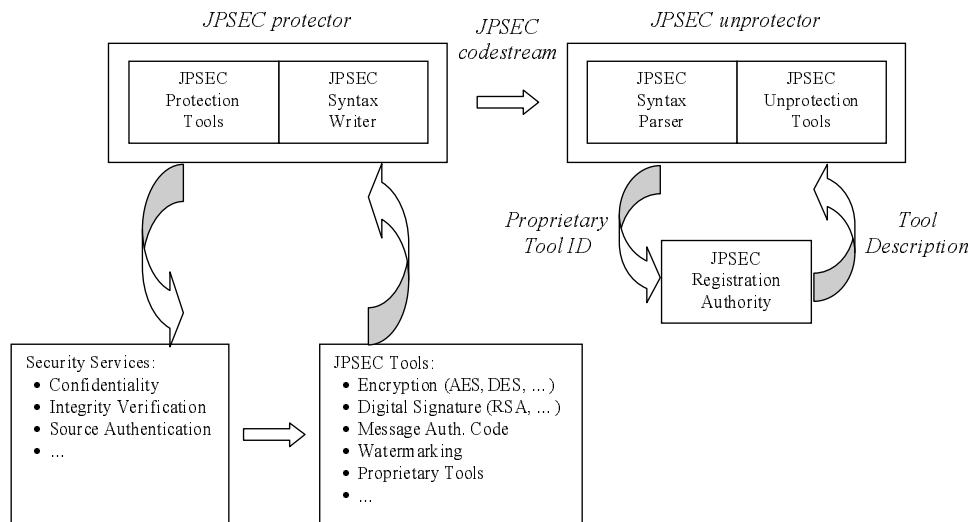 JPSEC protector
JPSEC
codestream
JPSEC unprotector
JPSEC
Protection
Tools
JPSEC
Syntax
Writer
JPSEC
Syntax
Parser
JPSEC
Unprotection
Tools
Proprietary
Tool ID
Tool
Description
JPSEC
Registration
Authority
Security Services:
• Confidentiality
• Integrity Verification
• Source Authentication
• ...
JPSEC Tools:
• Encryption (AES, DES, ... )
• Digital Signature (RSA, ... )
• Message Auth. Code
• Watermarking
• Proprietary Tools
• ...